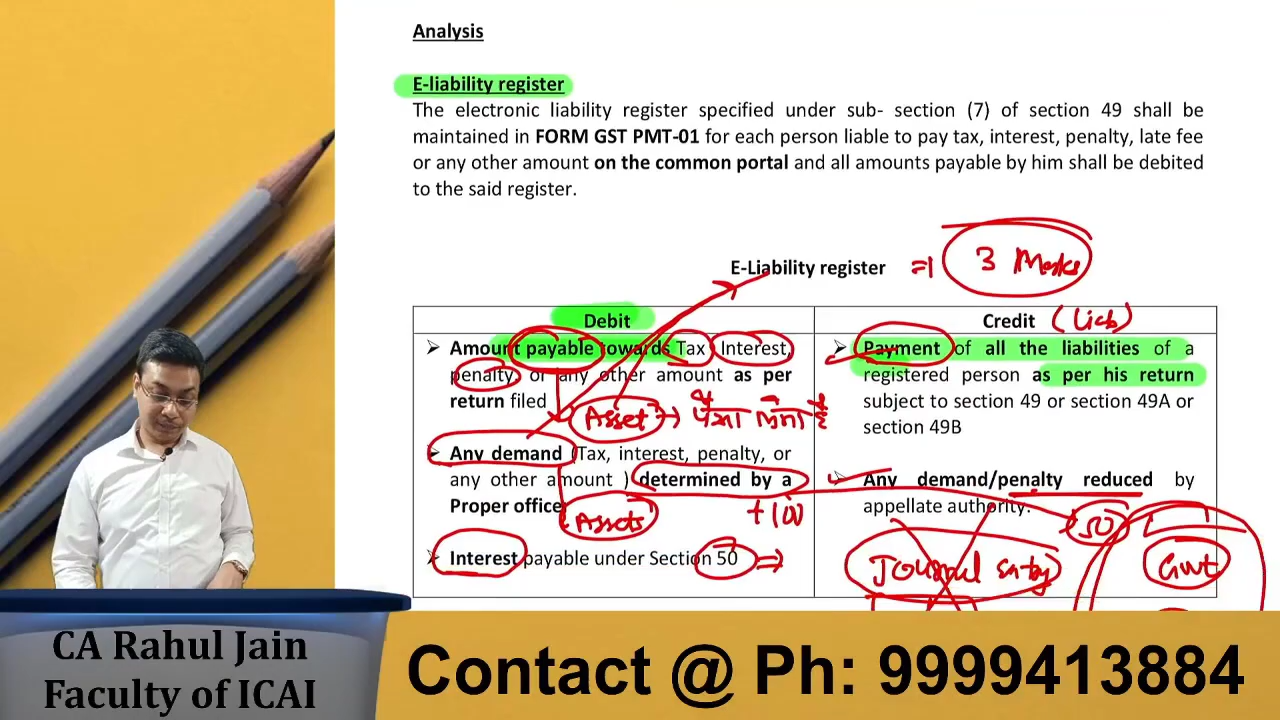 Analysis
E-liability register
The electronic liability register specified under sub- section (7) of section 49 shall be
maintained in FORM GST PMT-01 for each person liable to pay tax, interest, penalty, late fee
or any other amount on the common portal and all amounts payable by him shall be debited
to the said register.
E-Liability register => 3 Marks
Debit
Amount payable towards Tax Interest,
penalty, or any other amount as per
return filed
Asset →
Any demand (Tax, interest, penalty, or
any other amount ) determined by a
Proper office
Assets +100
Interest payable under Section 50 ⇒
Credit (Liab)
Payment of all the liabilities of a
registered person as per his return
subject to section 49 or section 49A or
section 49B
Any demand/penalty reduced by
appellate authority.
50
Journal entry
Govt
CA Rahul Jain
Faculty of ICAI
Contact @ Ph: 9999413884